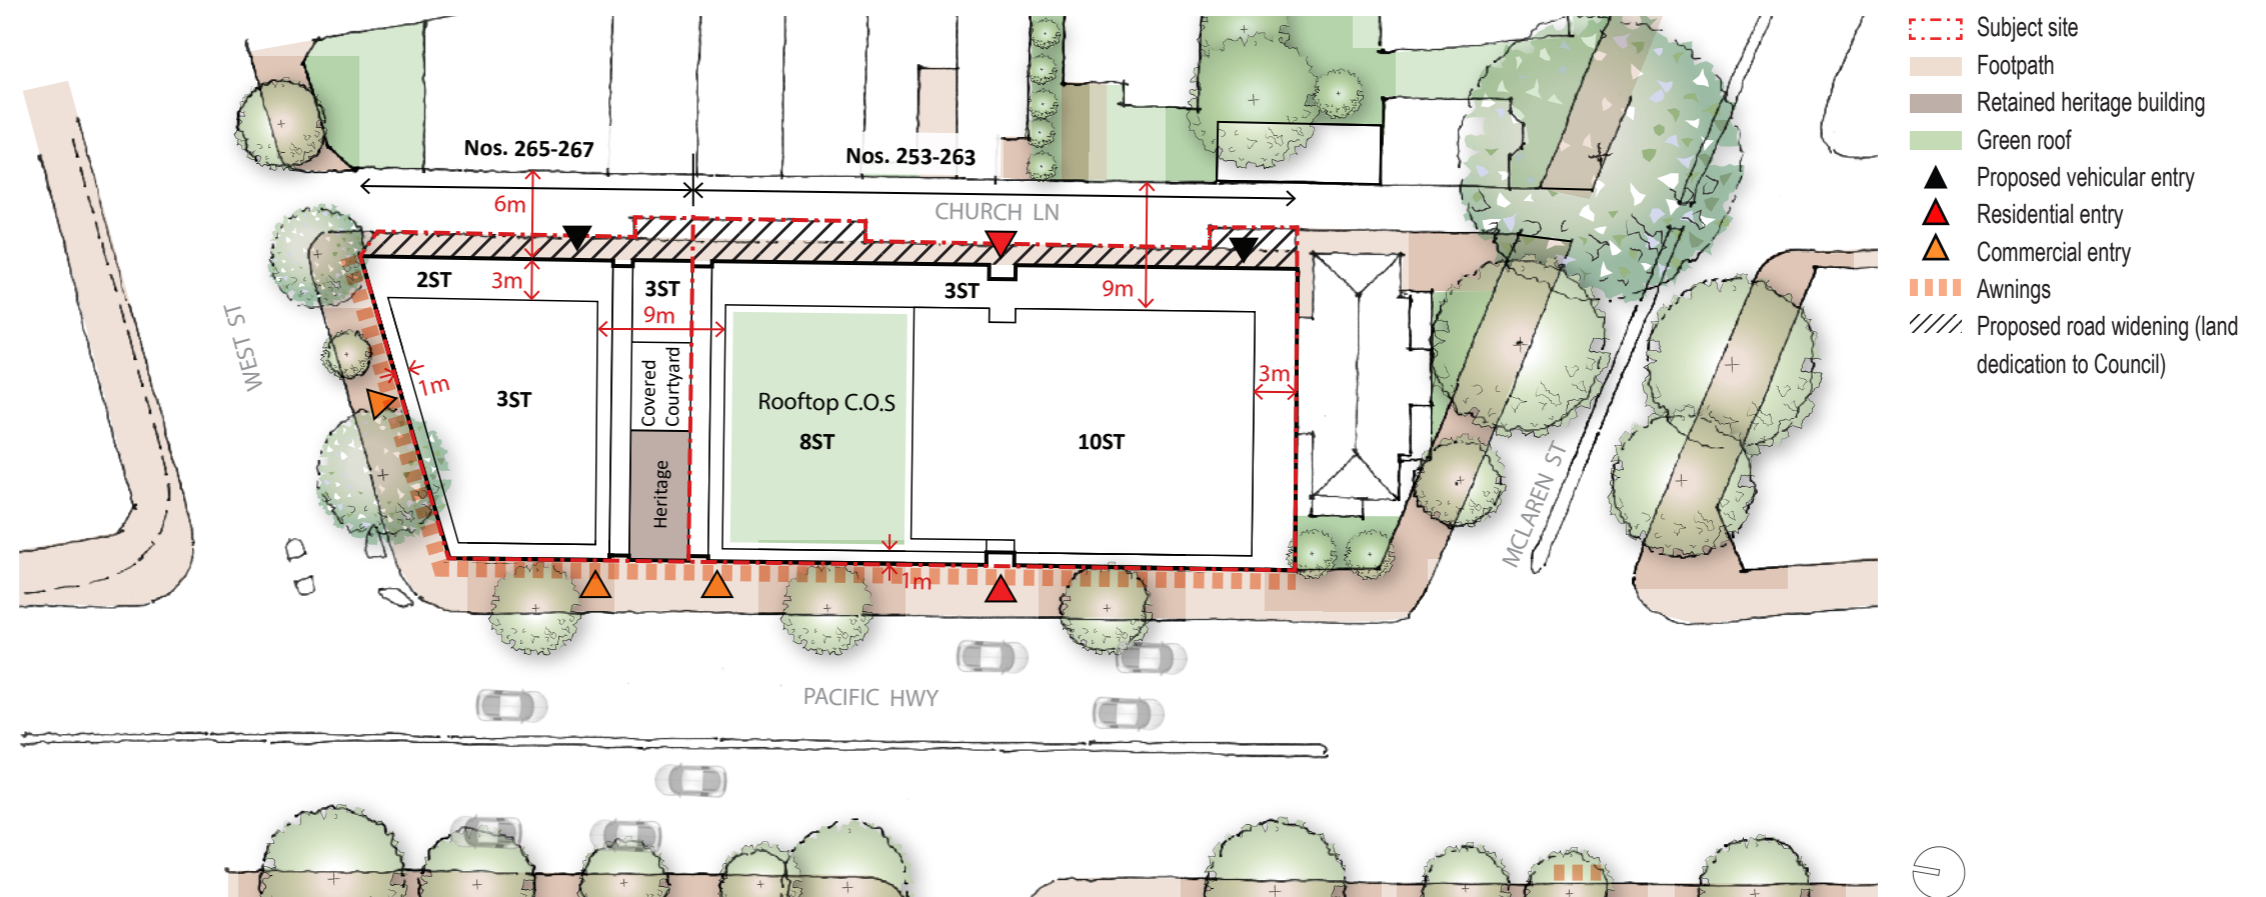 Subject site
Footpath
Retained heritage building
Green roof
Proposed vehicular entry
Residential entry
Commercial entry
Awnings
Proposed road widening (land
dedication to Council)
Nos. 265-267
Nos. 253-263
6m
CHURCH LN
2ST
3m
3ST
9m
3ST
9m
WEST ST
1m
3ST
Covered
Courtyard
Heritage
Rooftop C.O.S
8ST
10ST
3m
MCLAREN ST
1m
PACIFIC HWY